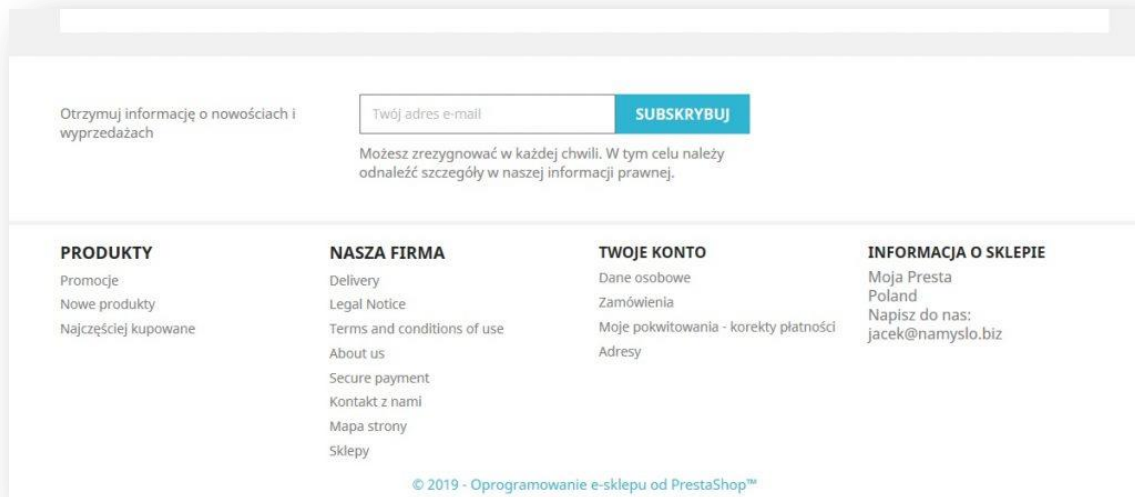 Otrzymuj informację o nowościach i
wyprzedażach
Twój adres e-mail
SUBSKRYBUJ
Możesz zrezygnować w każdej chwili. W tym celu należy
odnaleźć szczegóły w naszej informacji prawnej.
PRODUKTY
Promocje
Nowe produkty
Najczęściej kupowane
NASZA FIRMA
Delivery
Legal Notice
Terms and conditions of use
About us
Secure payment
Kontakt z nami
Mapa strony
Sklepy
TWOJE KONTO
Dane osobowe
Zamówienia
Moje pokwitowania - korekty płatności
Adresy
INFORMACJA O SKLEPIE
Moja Presta
Poland
Napisz do nas:
jacek@namyslo.biz
© 2019 - Oprogramowanie e-sklepu od PrestaShop™